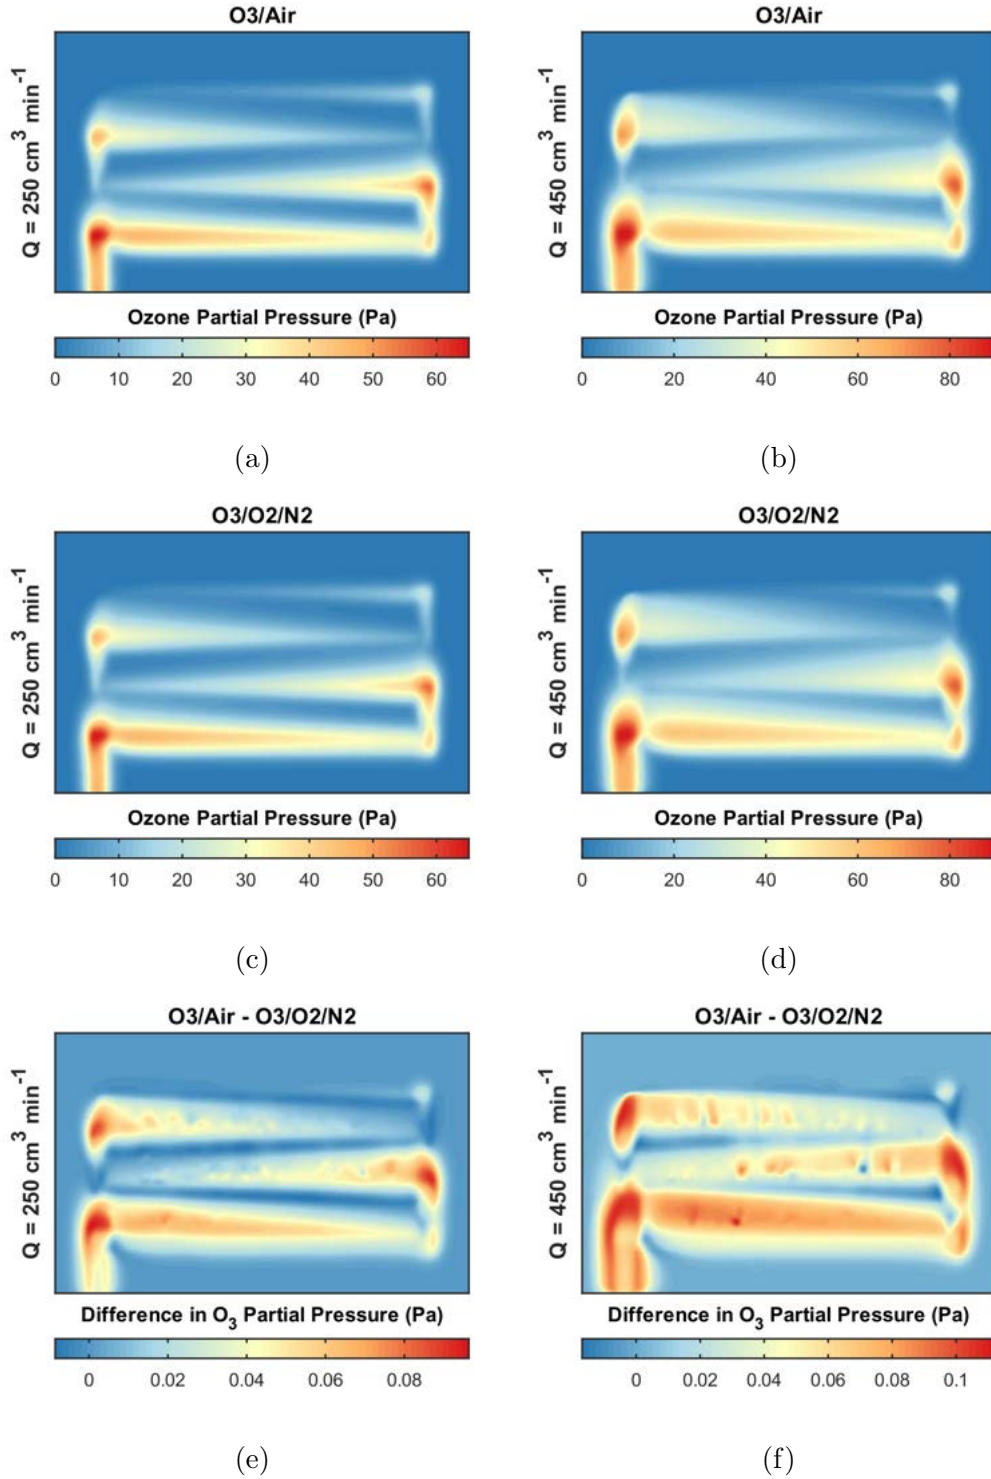 O3/Air
O3/Air
Q = 250 cm³ min⁻¹
Q = 450 cm³ min⁻¹
Ozone Partial Pressure (Pa)
Ozone Partial Pressure (Pa)
0 10 20 30 40 50 60
0 20 40 60 80
(a)
(b)
O3/O2/N2
O3/O2/N2
Q = 250 cm³ min⁻¹
Q = 450 cm³ min⁻¹
Ozone Partial Pressure (Pa)
Ozone Partial Pressure (Pa)
0 10 20 30 40 50 60
0 20 40 60 80
(c)
(d)
O3/Air - O3/O2/N2
O3/Air - O3/O2/N2
Q = 250 cm³ min⁻¹
Q = 450 cm³ min⁻¹
Difference in O₃ Partial Pressure (Pa)
Difference in O₃ Partial Pressure (Pa)
0 0.02 0.04 0.06 0.08
0 0.02 0.04 0.06 0.08 0.1
(e)
(f)